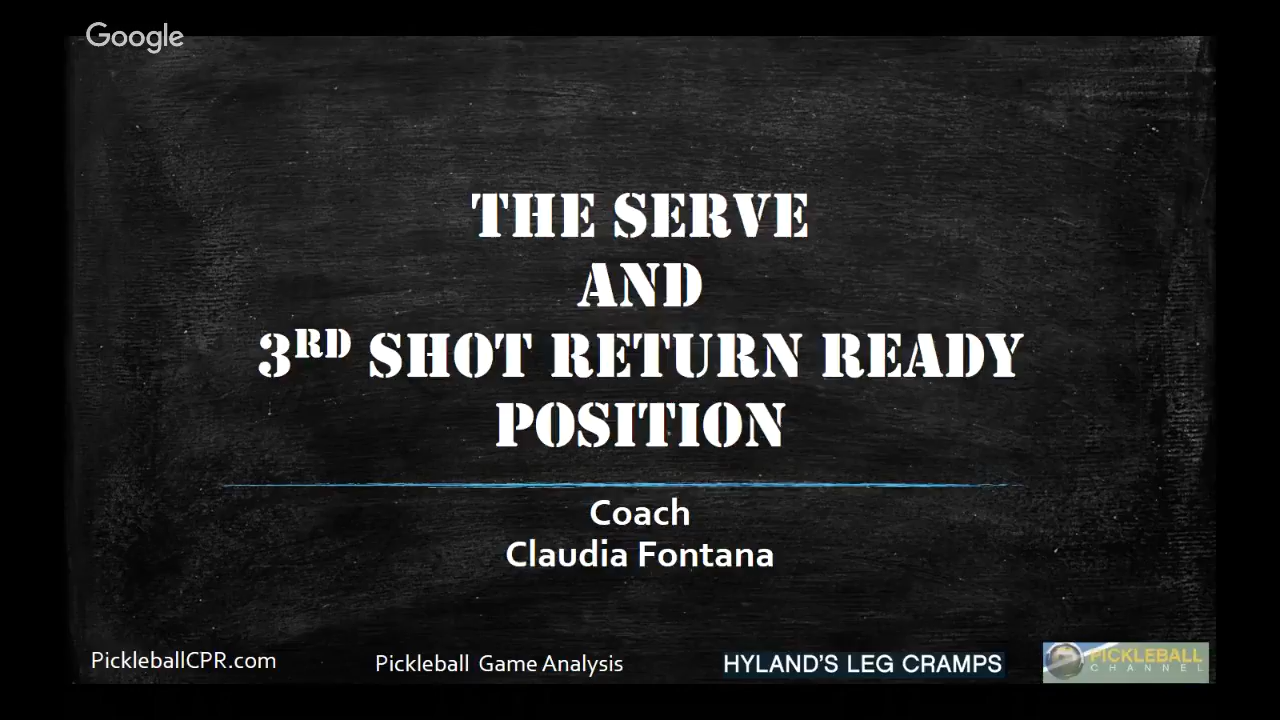 Google
THE SERVE
AND
3RD SHOT RETURN READY
POSITION
Coach
Claudia Fontana
PickleballCPR.com
Pickleball Game Analysis
HYLAND'S LEG CRAMPS
PICKLEBALL
CHANNEL